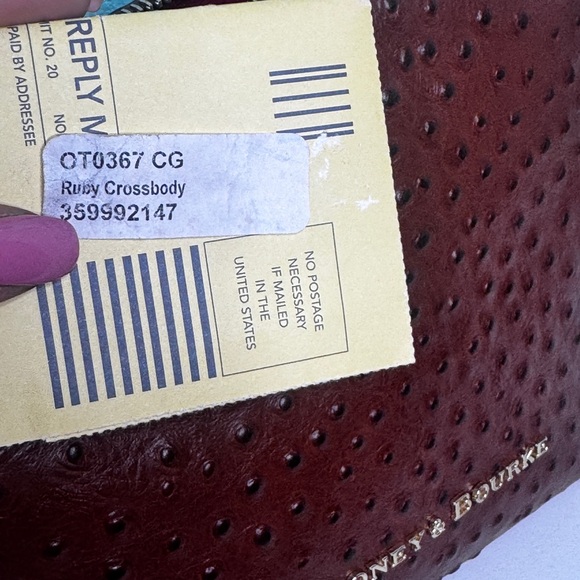 REPLY M
IT NO. 20
PAID BY ADDRESSEE
NO
OT0367 CG
Ruby Crossbody
359992147
NO POSTAGE
NECESSARY
IF MAILED
IN THE
UNITED STATES
ONEY & BOURKE